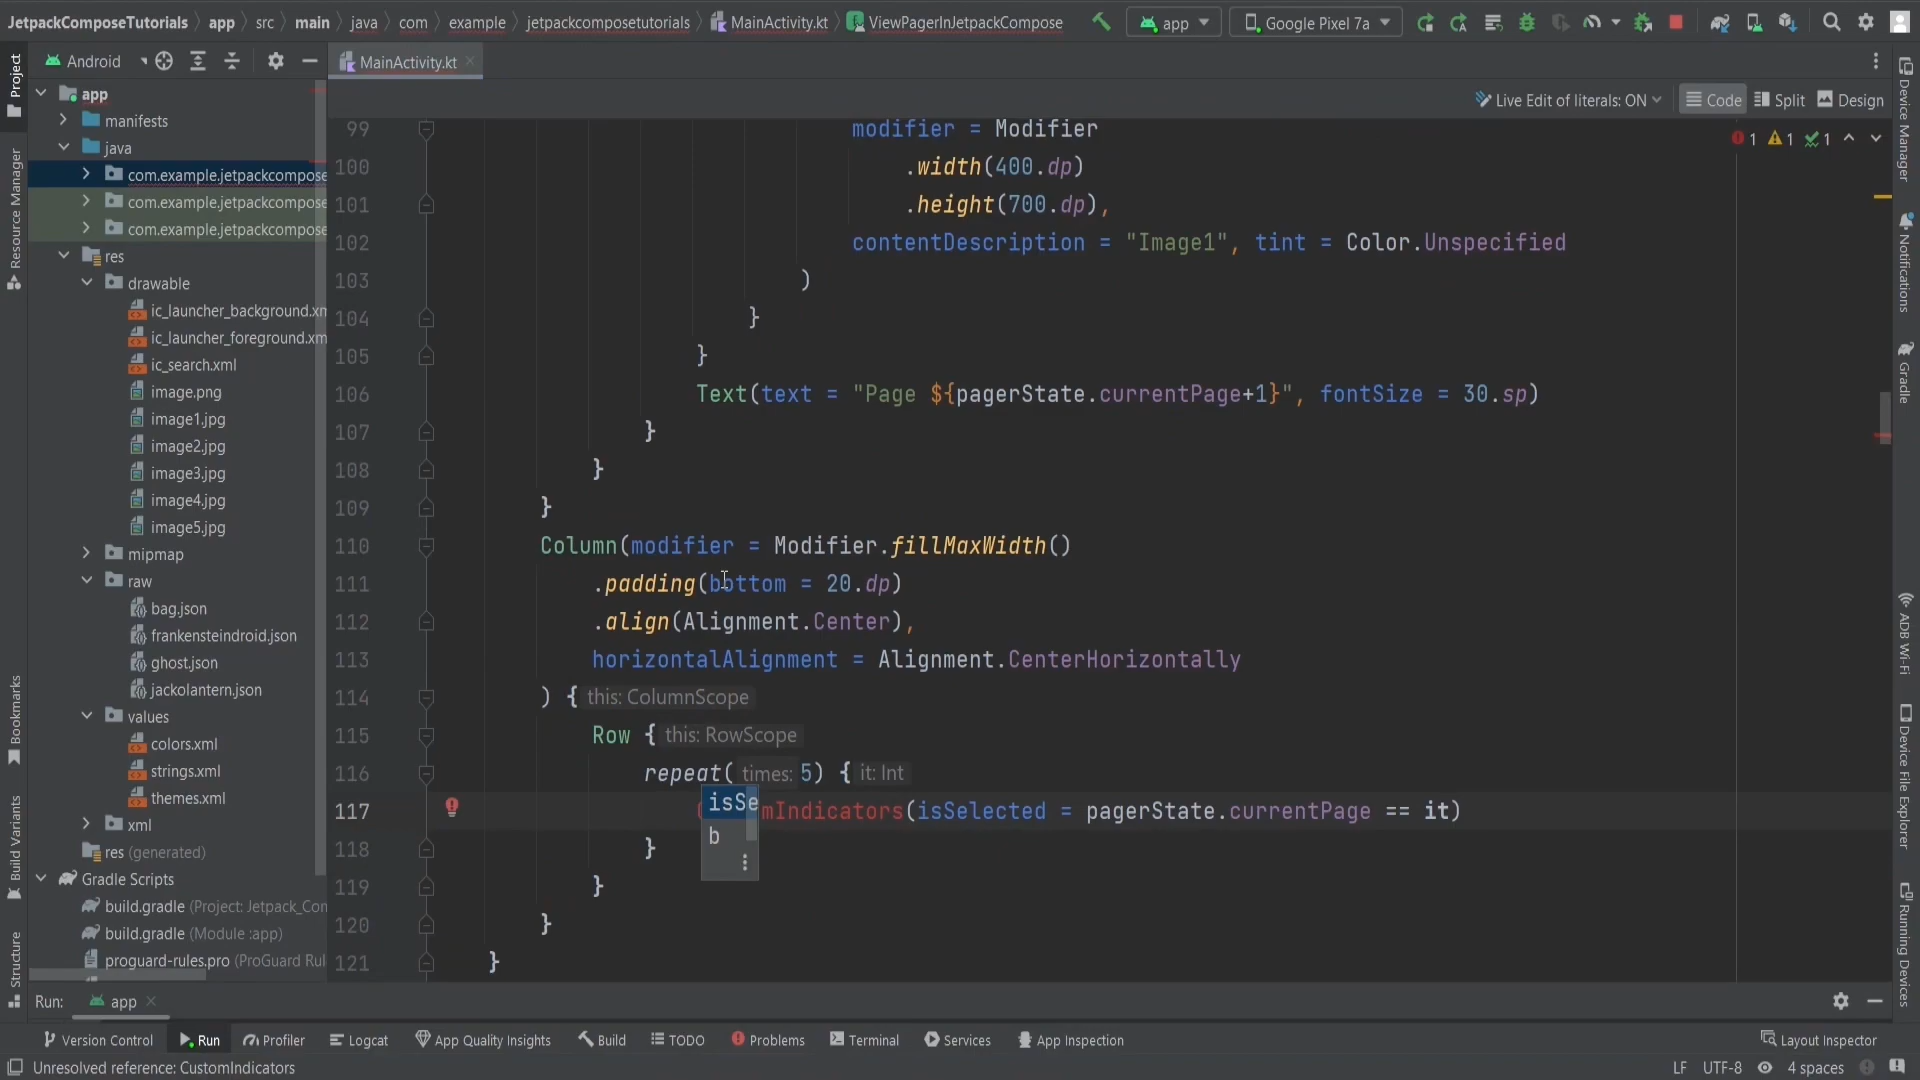 JetpackComposeTutorials app src main java com example jetpackcomposetutorials MainActivity.kt ViewPagerInJetpackCompose app Google Pixel 7a
Android
MainActivity.kt
Live Edit of literals: ON Code Split Design
1 1 1
Project
Resource Manager
Bookmarks
Build Variants
Structure
app
manifests
java
com.example.jetpackcompose
com.example.jetpackcompose
com.example.jetpackcompose
res
drawable
ic_launcher_background.xm
ic_launcher_foreground.xm
ic_search.xml
image.png
image1.jpg
image2.jpg
image3.jpg
image4.jpg
image5.jpg
mipmap
raw
bag.json
frankensteindroid.json
ghost.json
jackolantern.json
values
colors.xml
strings.xml
themes.xml
xml
res (generated)
Gradle Scripts
build.gradle (Project: Jetpack_Con
build.gradle (Module :app)
proguard-rules.pro (ProGuard Rul
99 modifier = Modifier
100 .width(400.dp)
101 .height(700.dp),
102 contentDescription = "Image1", tint = Color.Unspecified
103 )
104 }
105 }
106 Text(text = "Page ${pagerState.currentPage+1}", fontSize = 30.sp)
107 }
108 }
109 }
110 Column(modifier = Modifier.fillMaxWidth()
111 .padding(bottom = 20.dp)
112 .align(Alignment.Center),
113 horizontalAlignment = Alignment.CenterHorizontally
114 ) { this: ColumnScope
115 Row { this: RowScope
116 repeat( times: 5) { it: Int
117 mIndicators(isSelected = pagerState.currentPage == it)
isSe
b
118 }
119 }
120 }
121 }
Device Manager
Notifications
Gradle
ADB Wi-Fi
Device File Explorer
Running Devices
Run: app
Version Control Run Profiler Logcat App Quality Insights Build TODO Problems Terminal Services App Inspection Layout Inspector
Unresolved reference: CustomIndicators LF UTF-8 4 spaces